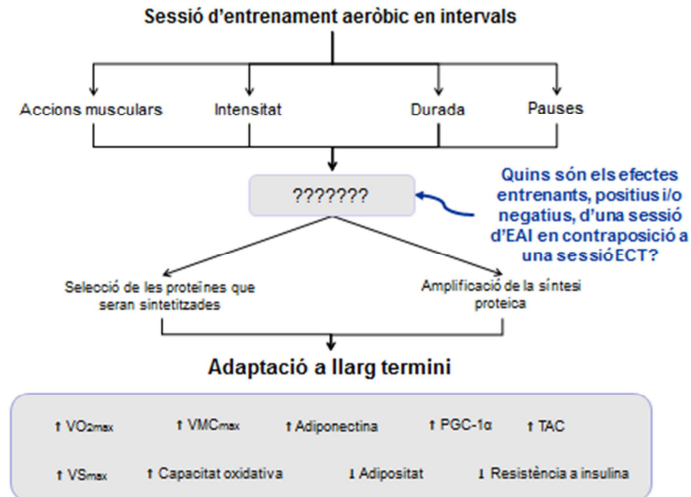 Sessió d'entrenament aeròbic en intervals
Accions musculars
Intensitat
Durada
Pauses
???????
Quins són els efectes
entrenants, positius i/o
negatius, d'una sessió
d'EAI en contraposició a
una sessió ECT?
Selecció de les proteïnes que
seran sintetitzades
Amplificació de la síntesi
proteica
Adaptació a llarg termini
↑ VO2max
↑ VMCmax
↑ Adiponectina
↑ PGC-1α
↑ TAC
↑ VSmax
↑ Capacitat oxidativa
↓ Adipositat
↓ Resistència a insulina